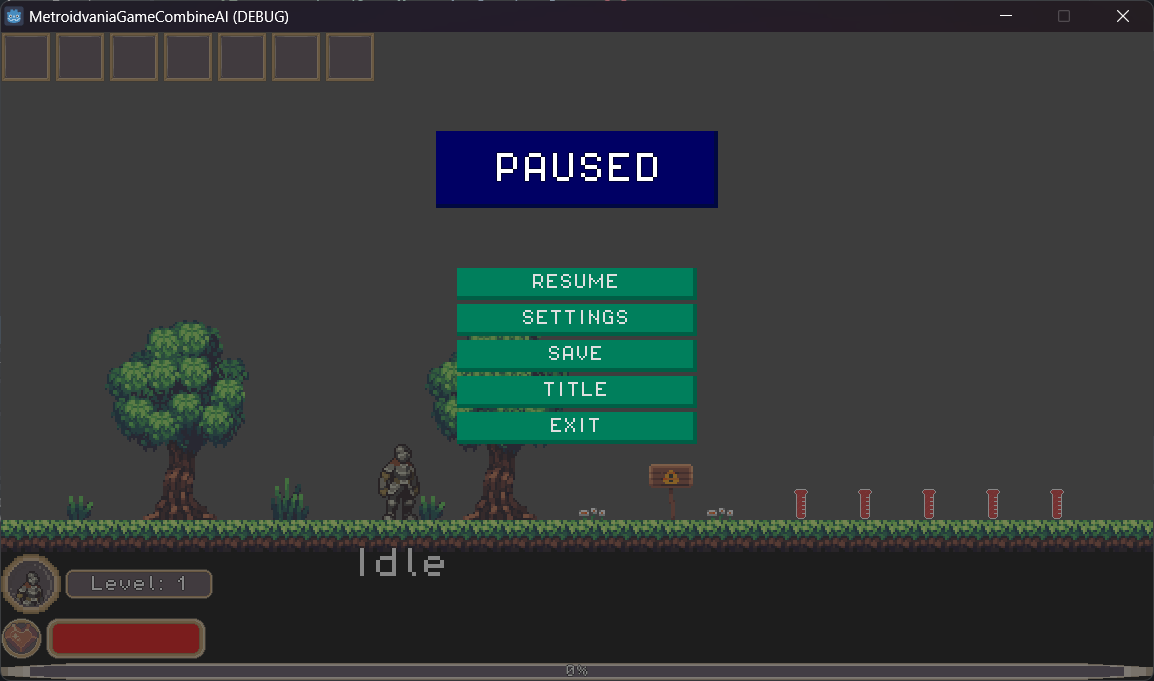 MetroidvaniaGameCombineAI (DEBUG)
PAUSED
RESUME
SETTINGS
SAVE
TITLE
EXIT
Idle
Level: 1
0%